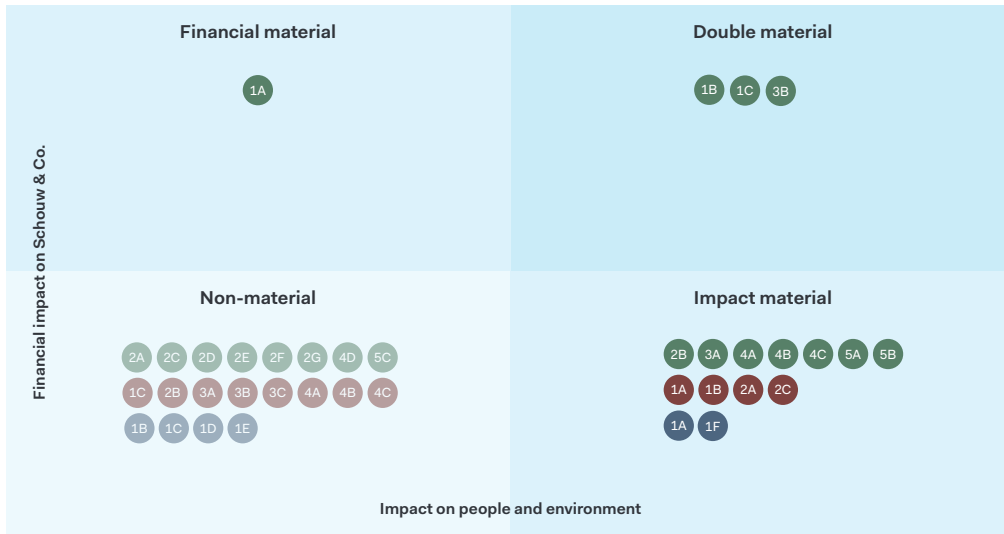 Financial material
Double material
1A
1B 1C 3B
Financial impact on Schouw & Co.
Non-material
Impact material
2A 2C 2D 2E 2F 2G 4D 5C
1C 2B 3A 3B 3C 4A 4B 4C
1B 1C 1D 1E
2B 3A 4A 4B 4C 5A 5B
1A 1B 2A 2C
1A 1F
Impact on people and environment